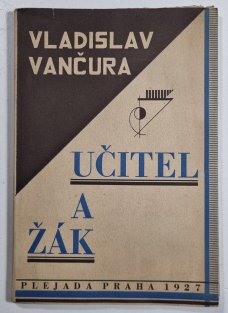 VLADISLAV
VANČURA
UČITEL
A
ŽÁK
PLEJADA PRAHA 1927